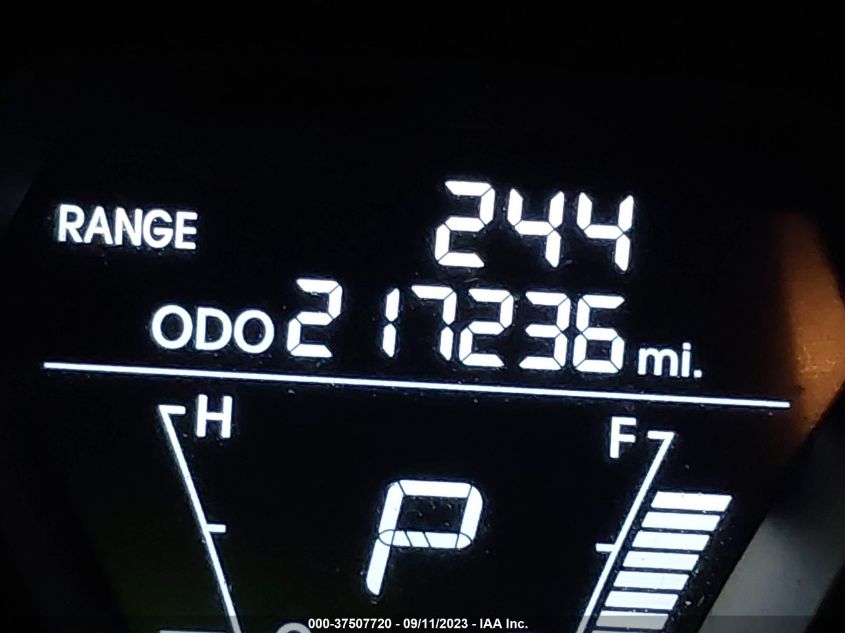 RANGE 244
ODO 217236 mi.
H F
P
000-37507720 - 09/11/2023 - IAA Inc.